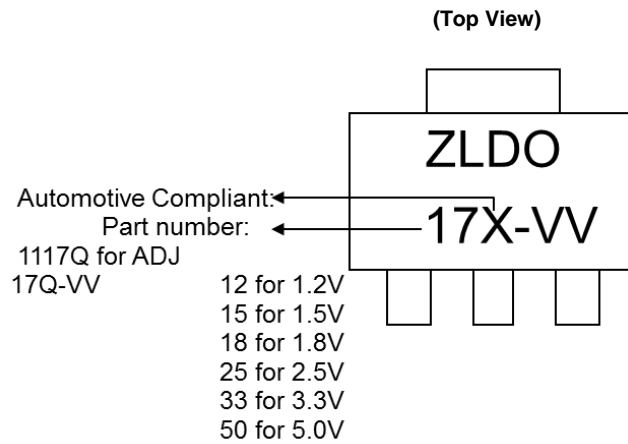 (Top View)
ZLDO
17X-VV
Automotive Compliant:
Part number:
1117Q for ADJ
17Q-VV
12 for 1.2V
15 for 1.5V
18 for 1.8V
25 for 2.5V
33 for 3.3V
50 for 5.0V